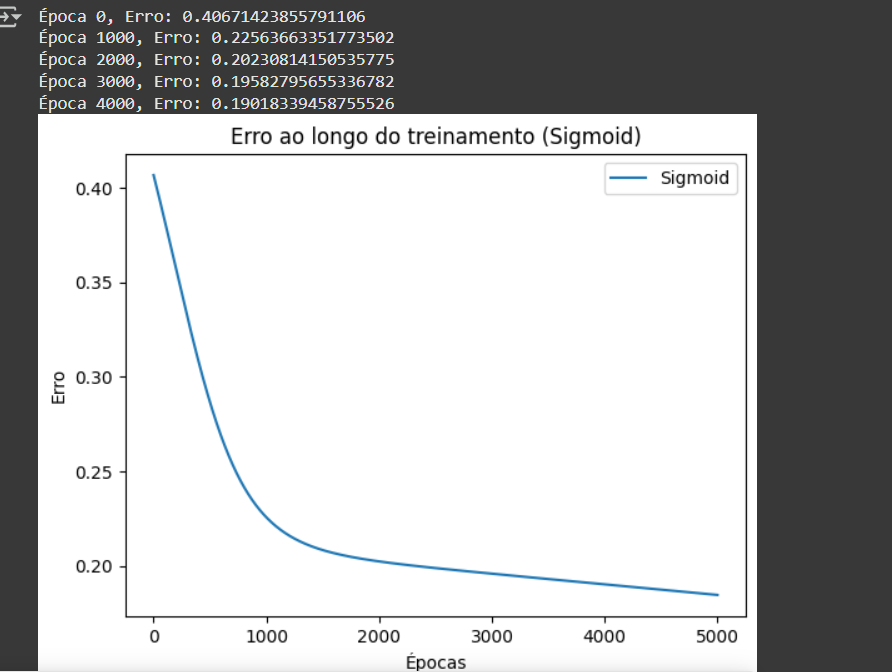 Época 0, Erro: 0.40671423855791106
Época 1000, Erro: 0.22563663351773502
Época 2000, Erro: 0.20230814150535775
Época 3000, Erro: 0.19582795655336782
Época 4000, Erro: 0.19018339458755526
Erro ao longo do treinamento (Sigmoid)
Sigmoid
0.40
0.35
0.30
0.25
0.20
Erro
0 1000 2000 3000 4000 5000
Épocas